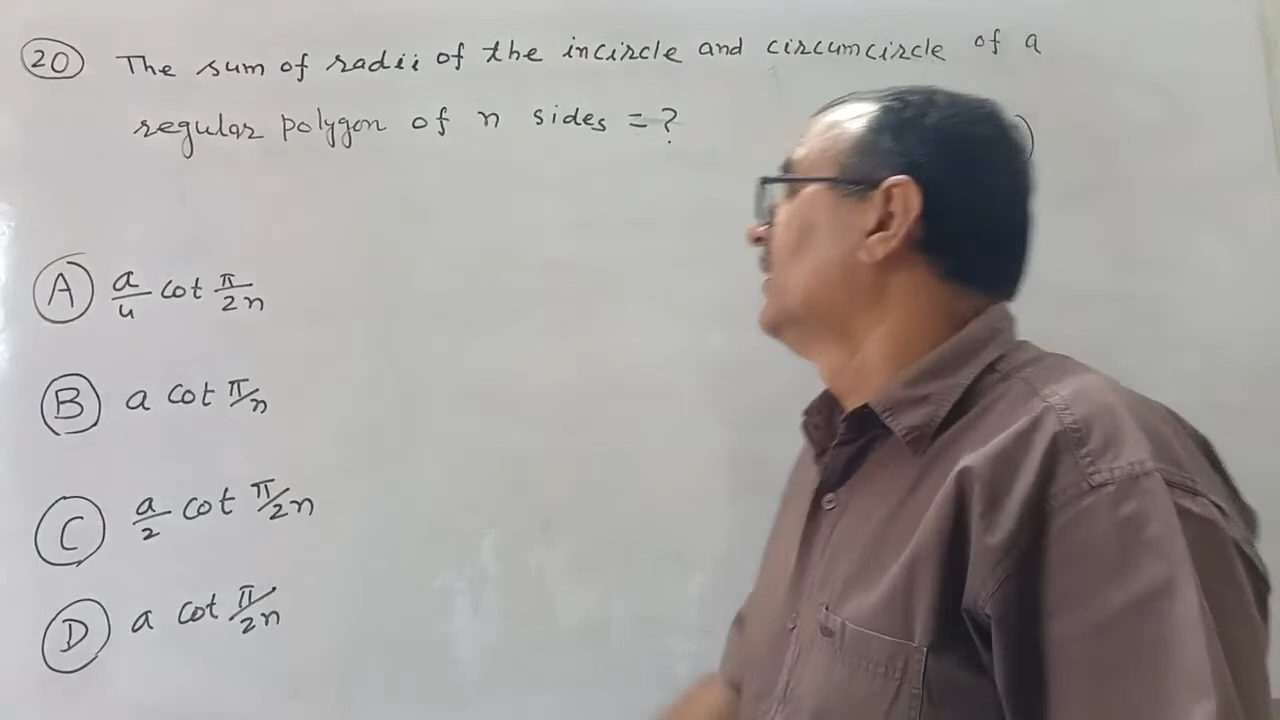 20 The sum of radii of the incircle and circumcircle of a
regular polygon of n sides = ? )
A a/4 cot π/2n
B a cot π/n
C a/2 cot π/2n
D a cot π/2n